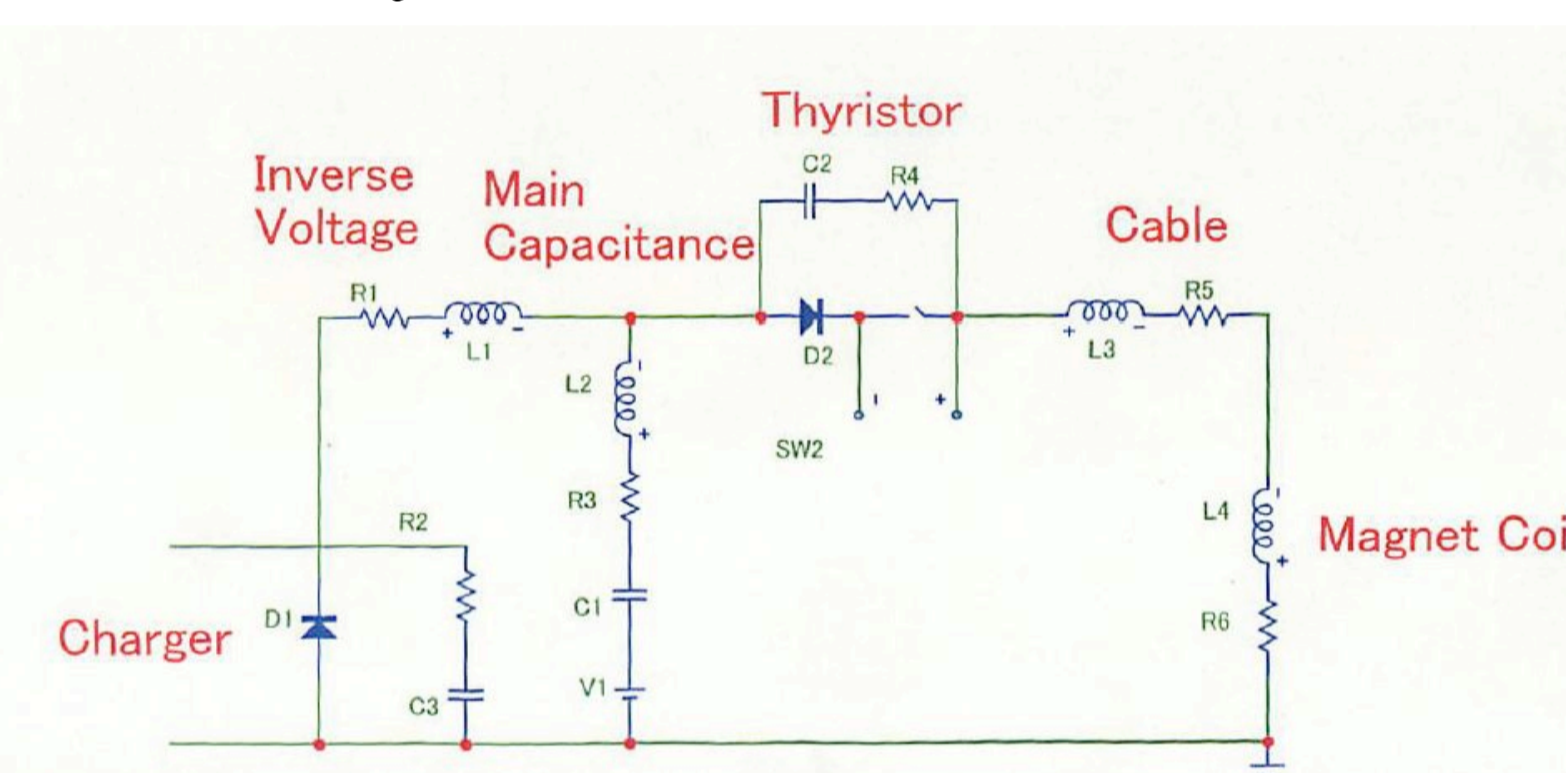 Thyristor
C2
R4
Inverse
Voltage
Main
Capacitance
Cable
R1
+
-
L1
L2
-
+
D2
-
+
SW2
+
-
L3
R5
R3
R2
L4
-
+
Magnet Coi
Charger
D1
C1
R6
C3
V1